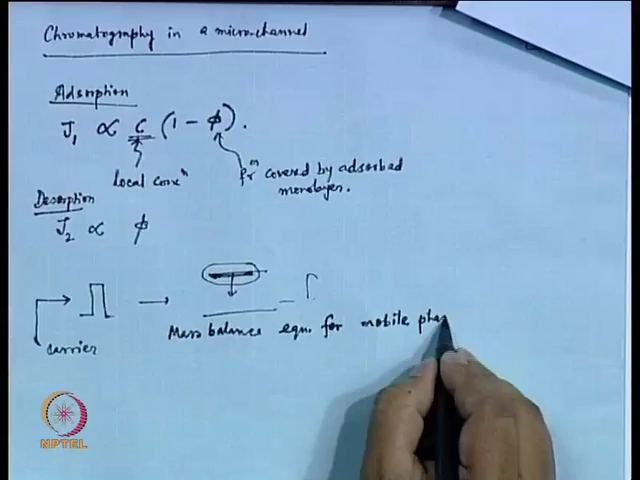 Chromatography in a microchannel
Adsorption
J₁ ∝ C (1 − ϕ).
local concⁿ
frⁿ covered by adsorbed
monolayer.
Desorption
J₂ ∝ ϕ
Mass balance eqn. for mobile pha
carrier
NPTEL